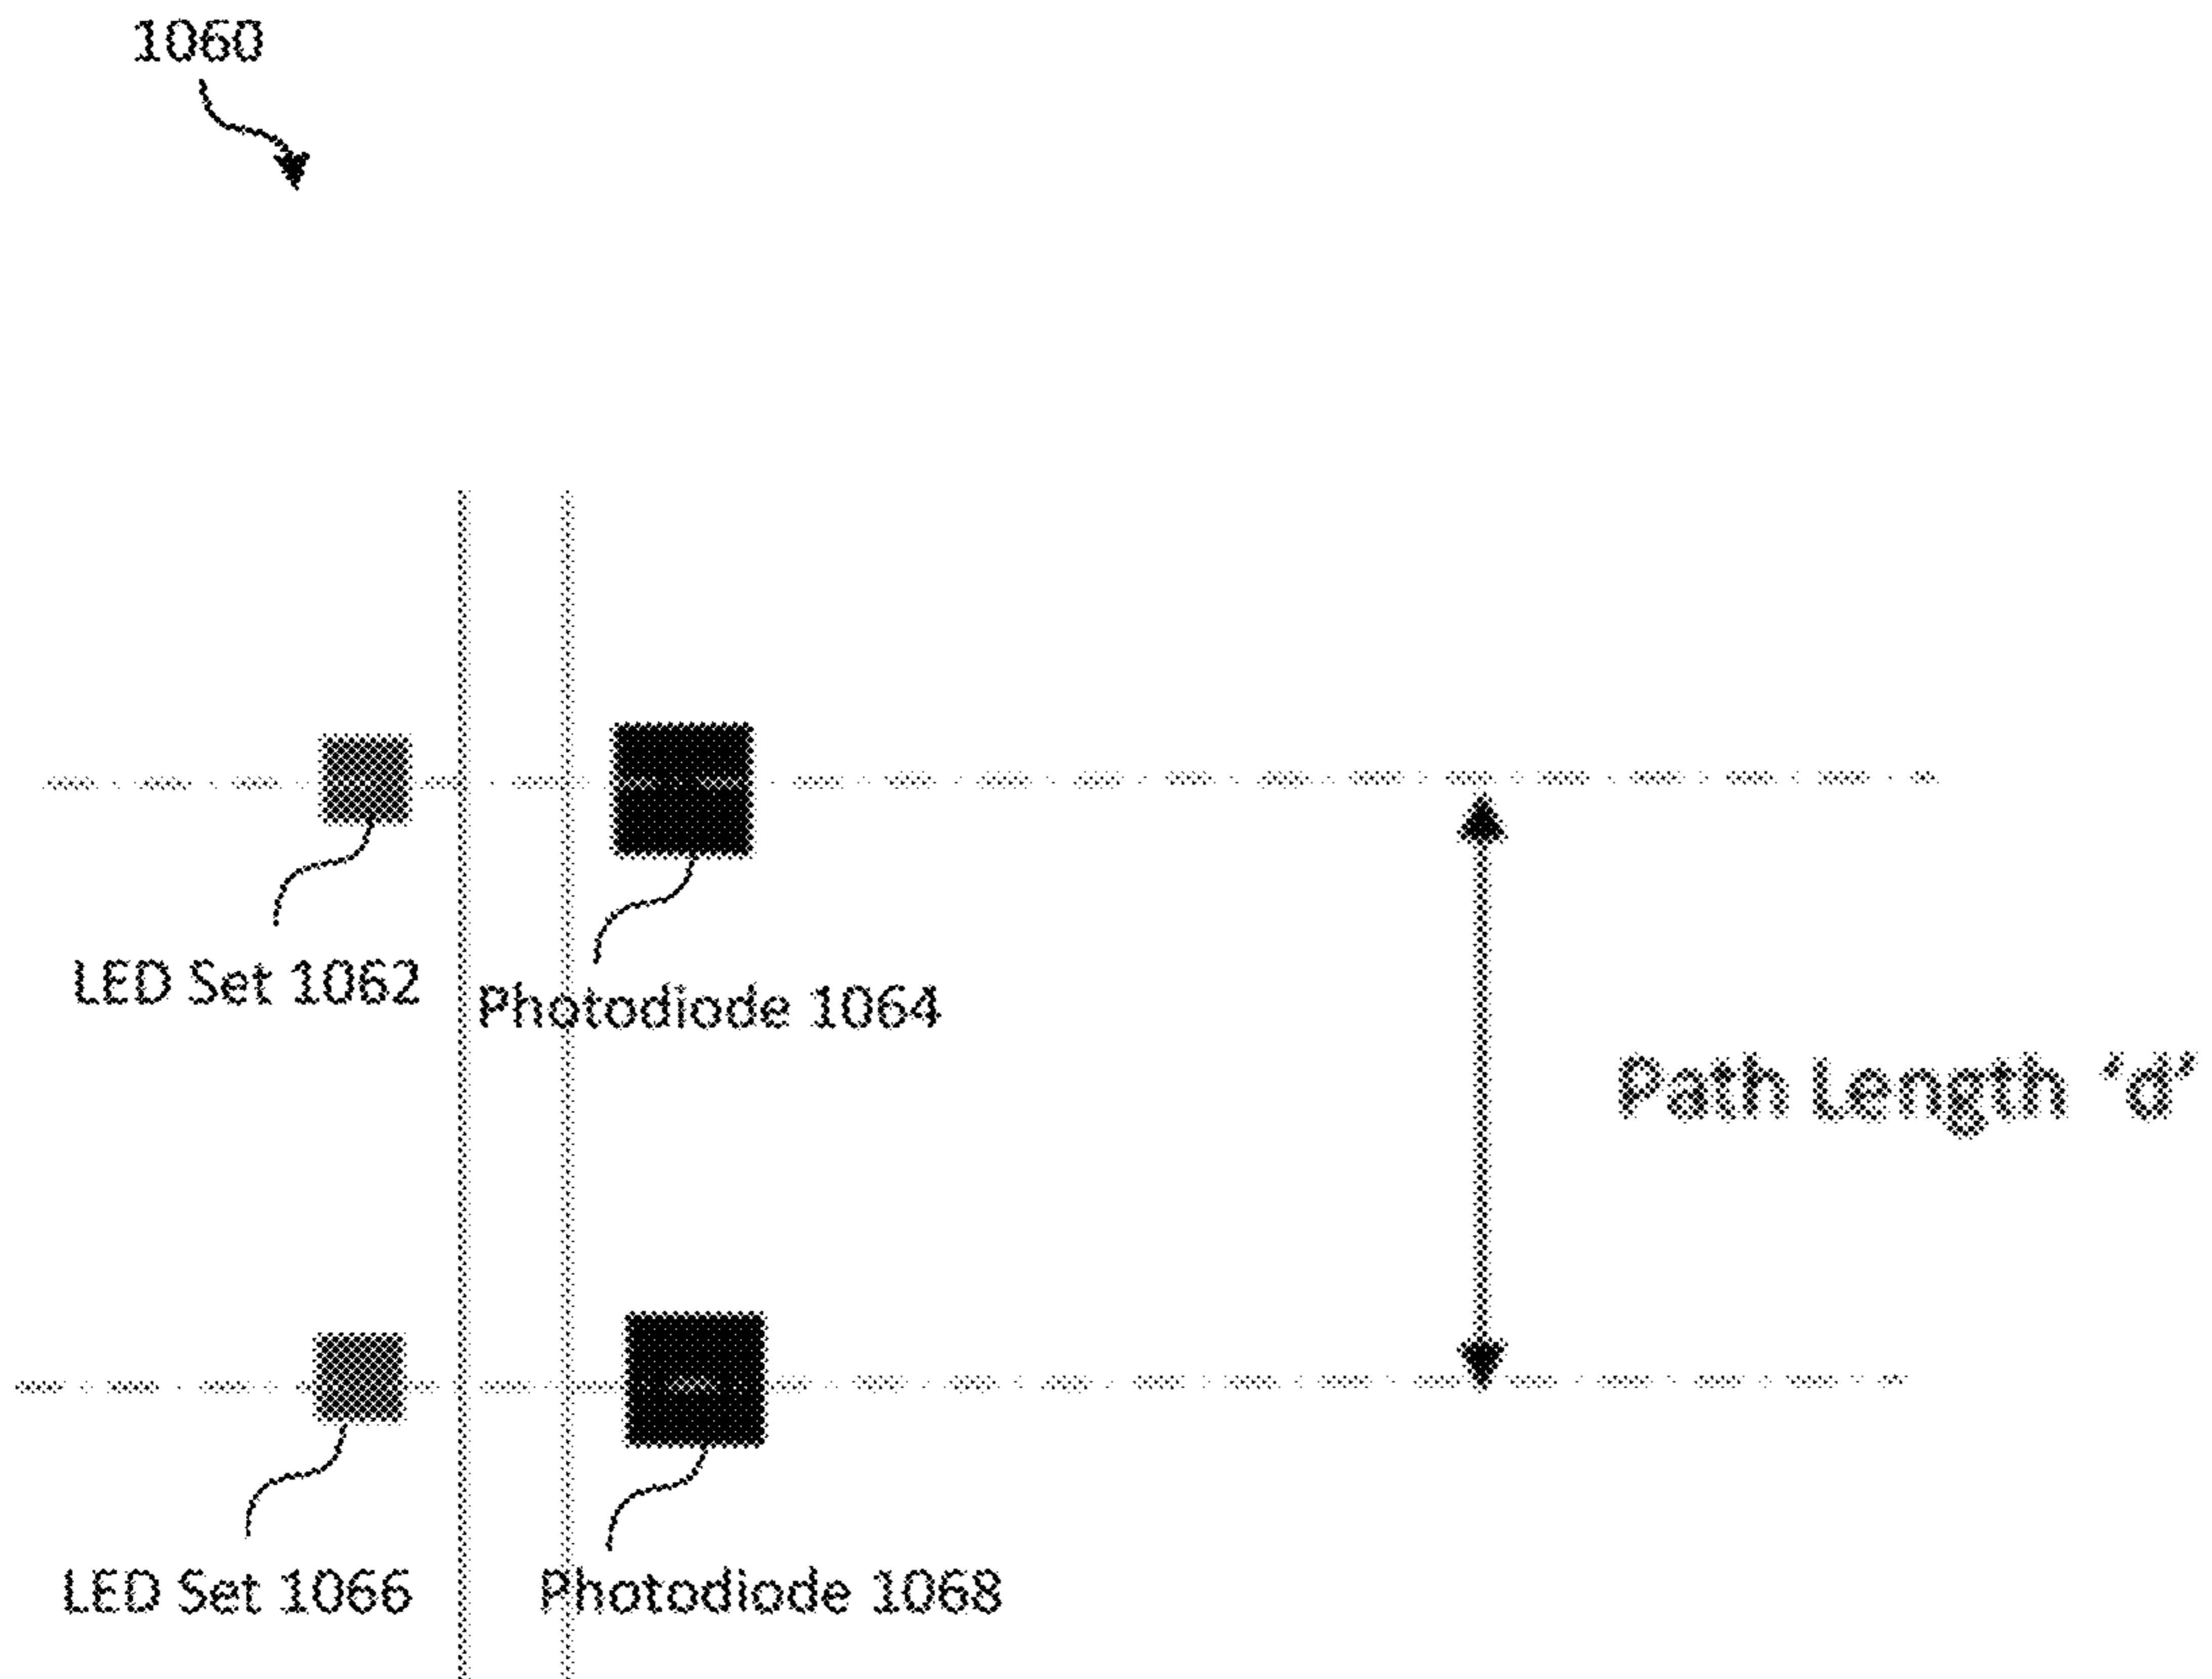 1060
LED Set 1062
Photodiode 1064
Path Length 'd'
LED Set 1066
Photodiode 1068